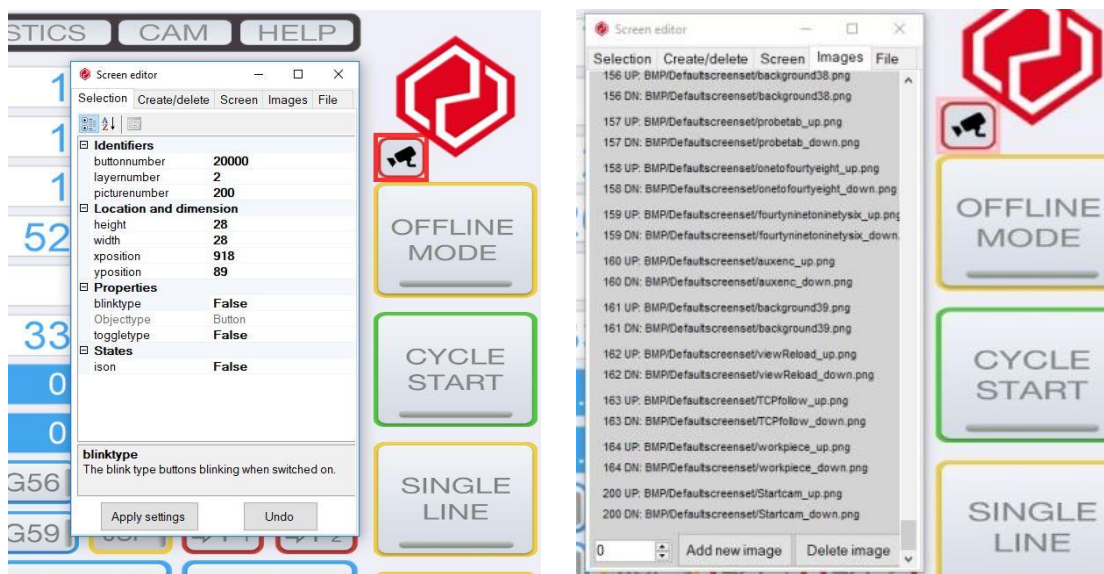 STICS CAM HELP
Screen editor
Selection Create/delete Screen Images File
Identifiers
buttonnumber 20000
layernumber 2
picturenumber 200
Location and dimension
height 28
width 28
xposition 918
yposition 89
Properties
blinktype False
Objecttype Button
toggletype False
States
ison False
blinktype
The blink type buttons blinking when switched on.
Apply settings Undo
1
1
1
52
33
0
0
G56
G59
OFFLINE
MODE
CYCLE
START
SINGLE
LINE
Screen editor
Selection Create/delete Screen Images File
156 UP: BMP/Defaultscreenset/background38.png
156 DN: BMP/Defaultscreenset/background38.png
157 UP: BMP/Defaultscreenset/probetab_up.png
157 DN: BMP/Defaultscreenset/probetab_down.png
158 UP: BMP/Defaultscreenset/onetofourtyeight_up.png
158 DN: BMP/Defaultscreenset/onetofourtyeight_down.png
159 UP: BMP/Defaultscreenset/fourtyninetoninetysix_up.png
159 DN: BMP/Defaultscreenset/fourtyninetoninetysix_down.
160 UP: BMP/Defaultscreenset/auxenc_up.png
160 DN: BMP/Defaultscreenset/auxenc_down.png
161 UP: BMP/Defaultscreenset/background39.png
161 DN: BMP/Defaultscreenset/background39.png
162 UP: BMP/Defaultscreenset/viewReload_up.png
162 DN: BMP/Defaultscreenset/viewReload_down.png
163 UP: BMP/Defaultscreenset/TCPfollow_up.png
163 DN: BMP/Defaultscreenset/TCPfollow_down.png
164 UP: BMP/Defaultscreenset/workpiece_up.png
164 DN: BMP/Defaultscreenset/workpiece_down.png
200 UP: BMP/Defaultscreenset/Startcam_up.png
200 DN: BMP/Defaultscreenset/Startcam_down.png
0 Add new image Delete image
OFFLINE
MODE
CYCLE
START
SINGLE
LINE